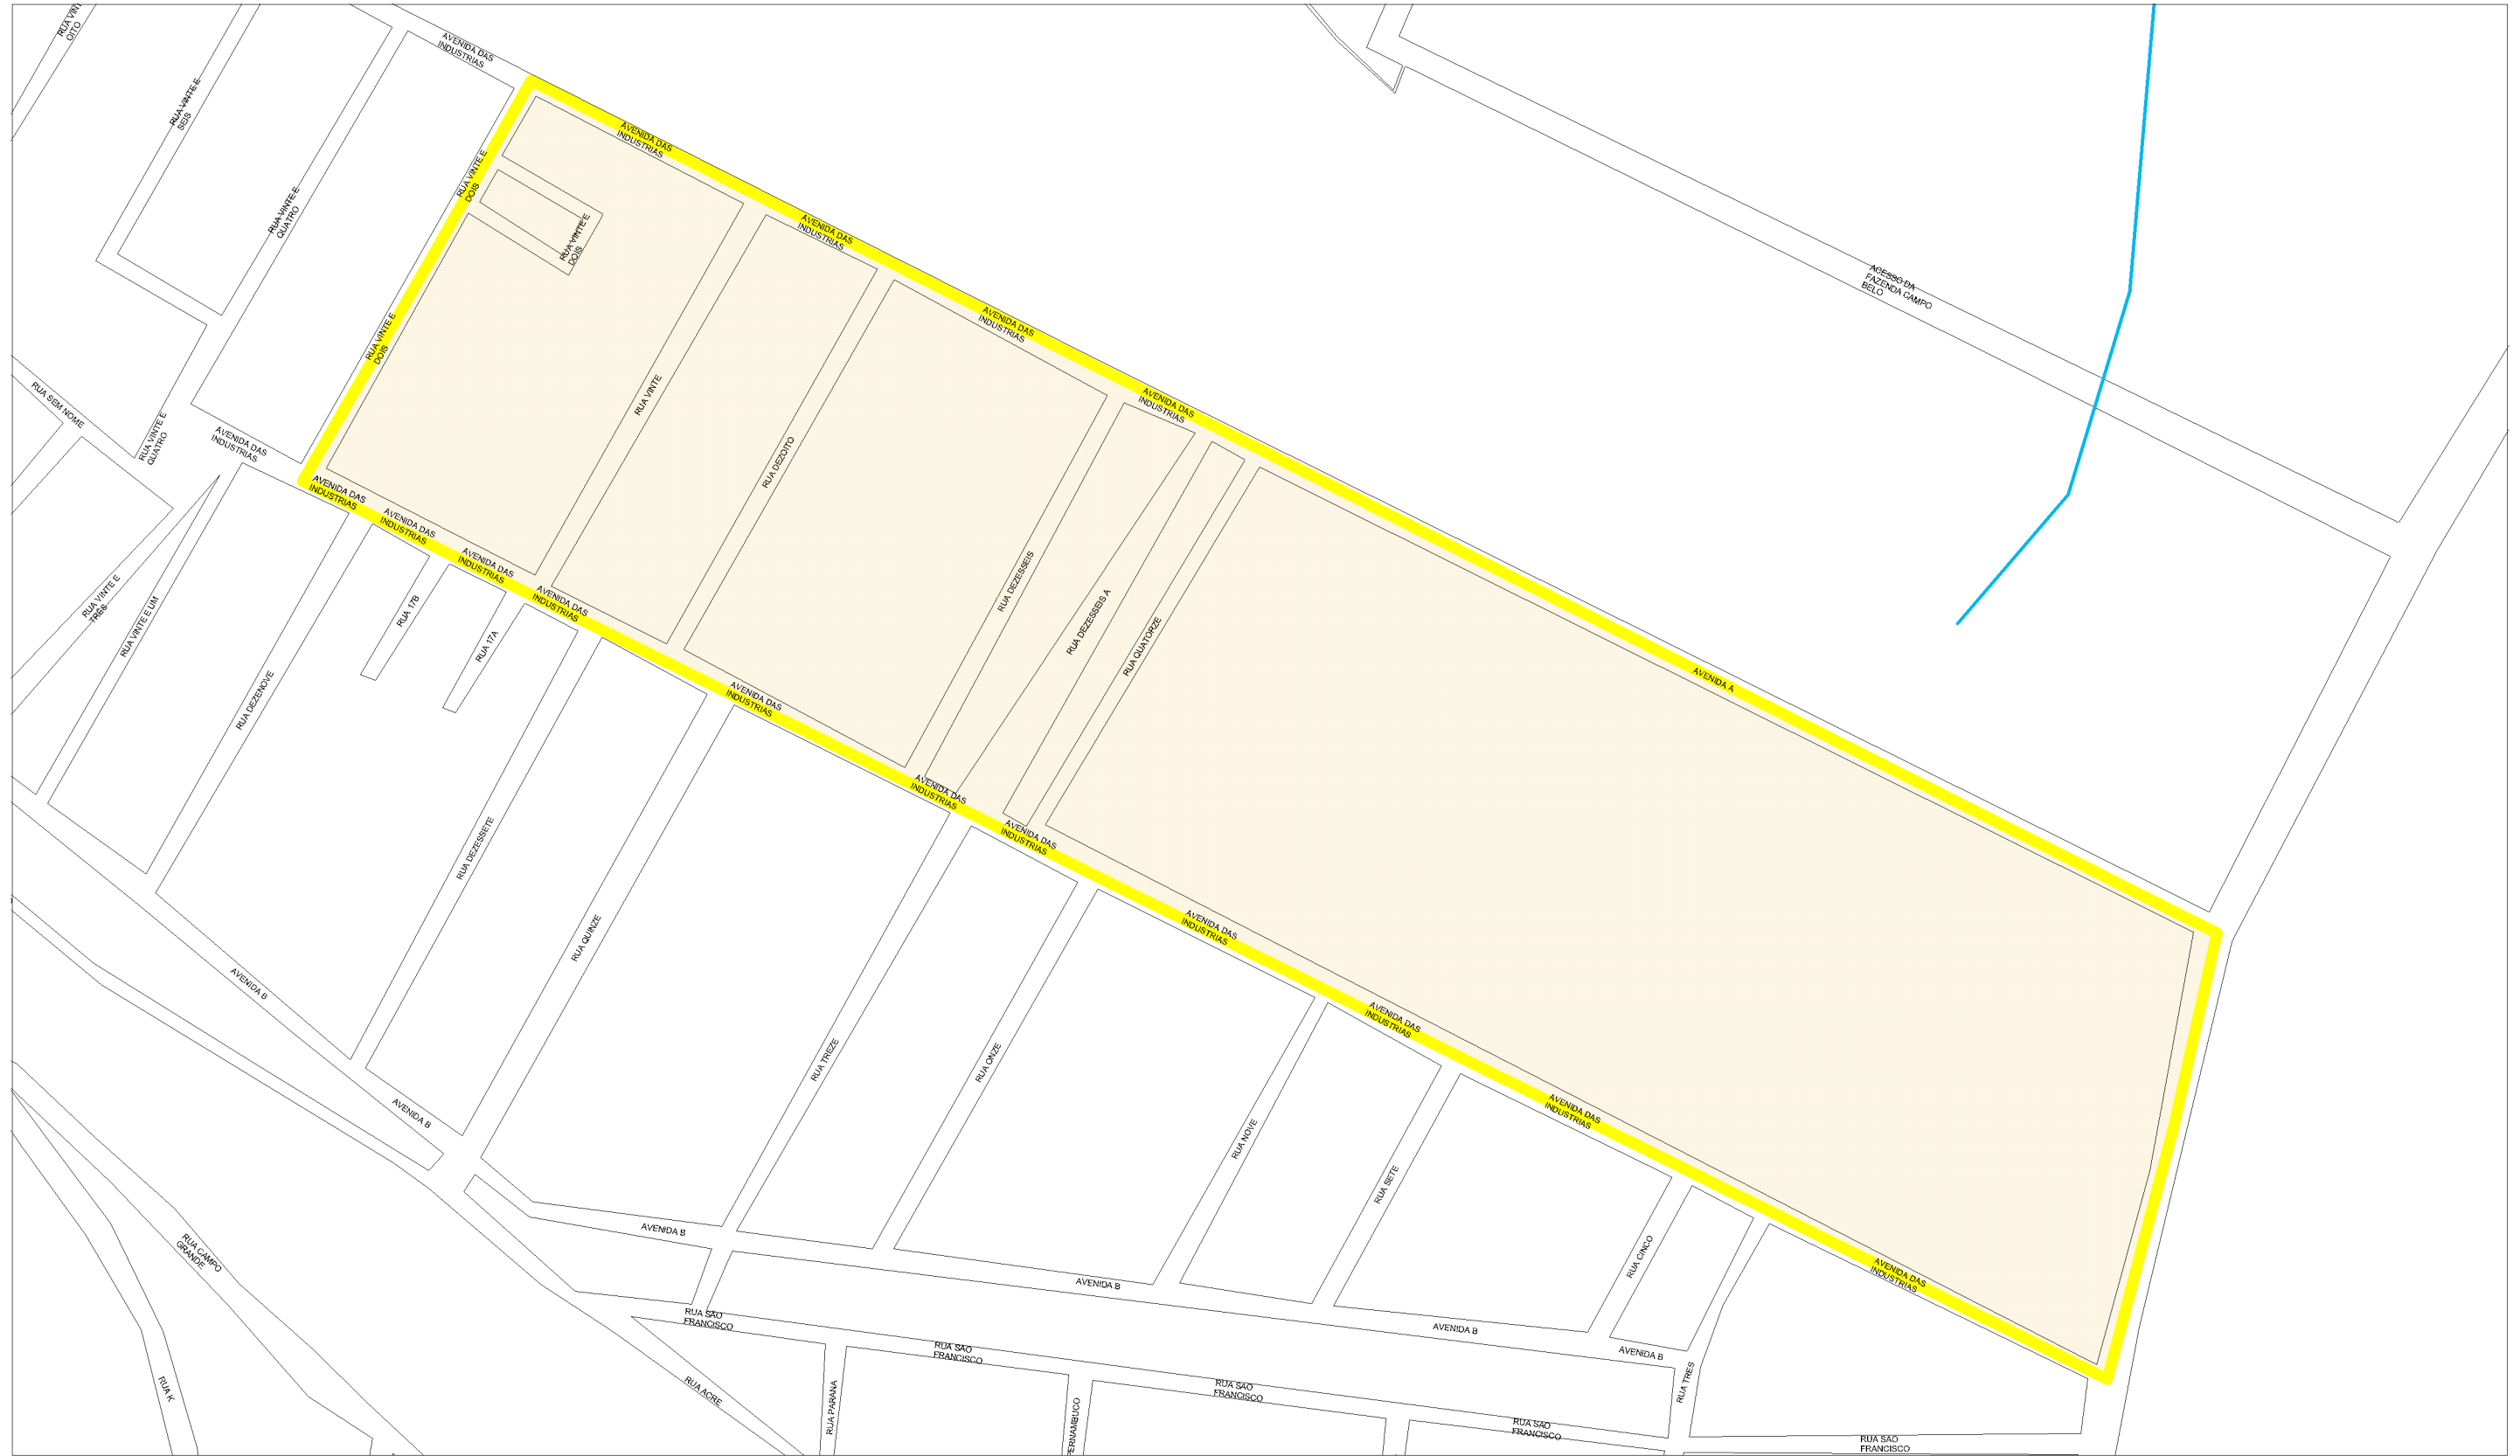 RUA VINT
OITO
AVENIDA DAS
INDUSTRIAS
RUA VINTE E
SEIS
AVENIDA DAS
INDUSTRIAS
RUA VINTE E
DOIS
RUA VINTE E
QUATRO
RUA VINTE E
DOIS
AVENIDA DAS
INDUSTRIAS
ACESSO DA
FAZENDA CAMPO
BELO
RUA VINTE E
DOIS
AVENIDA DAS
INDUSTRIAS
RUA SEM NOME
RUA VINTE
AVENIDA DAS
INDUSTRIAS
RUA VINTE E
QUATRO
AVENIDA DAS
INDUSTRIAS
RUA DEZOITO
AVENIDA DAS
INDUSTRIAS
AVENIDA DAS
INDUSTRIAS
AVENIDA DAS
INDUSTRIAS
AVENIDA DAS
INDUSTRIAS
RUA DEZESSEIS
RUA DEZESSEIS A
RUA QUATORZE
RUA VINTE E
TRÊS
RUA VINTE E UM
RUA 17B
RUA 17A
AVENIDA A
RUA DEZENOVE
AVENIDA DAS
INDUSTRIAS
AVENIDA DAS
INDUSTRIAS
AVENIDA DAS
INDUSTRIAS
RUA DEZESSETE
RUA QUINZE
AVENIDA DAS
INDUSTRIAS
AVENIDA B
AVENIDA DAS
INDUSTRIAS
RUA TREZE
RUA ONZE
AVENIDA B
AVENIDA DAS
INDUSTRIAS
RUA NOVE
RUA SETE
AVENIDA B
RUA CAMPO
GRANDE
RUA CINCO
AVENIDA DAS
INDUSTRIAS
AVENIDA B
RUA SAO
FRANCISCO
AVENIDA B
AVENIDA B
RUA SAO
FRANCISCO
RUA K
RUA ACRE
RUA PARANA
RUA SAO
FRANCISCO
RUA TRES
PERNAMBUCO
RUA SAO
FRANCISCO
RUA SAO
FRANCISCO